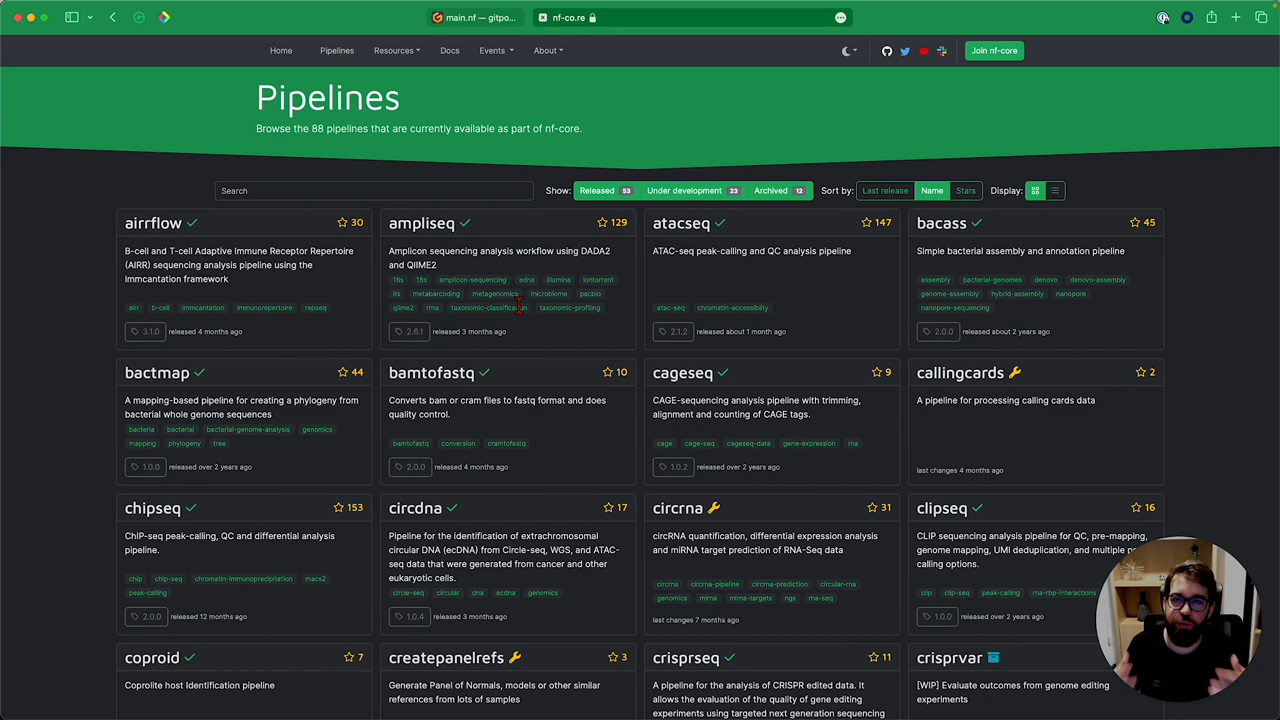 main.nf — gitpo...
nf-co.re
Home
Pipelines
Resources
Docs
Events
About
Join nf-core
Pipelines
Browse the 88 pipelines that are currently available as part of nf-core.
Search
Show:
Released 53
Under development 23
Archived 12
Sort by:
Last release
Name
Stars
Display:
airrflow
30
B-cell and T-cell Adaptive Immune Receptor Repertoire
(AIRR) sequencing analysis pipeline using the
Immcantation framework
airr b-cell immcantation immunorepertoire repseq
3.1.0 released 4 months ago
ampliseq
129
Amplicon sequencing analysis workflow using DADA2
and QIIME2
16s 18s amplicon-sequencing edna illumina iontorrent
its metabarcoding metagenomics microbiome pacbio
qiime2 rrna taxonomic-classification taxonomic-profiling
2.6.1 released 3 months ago
atacseq
147
ATAC-seq peak-calling and QC analysis pipeline
atac-seq chromatin-accessibiity
2.1.2 released about 1 month ago
bacass
45
Simple bacterial assembly and annotation pipeline
assembly bacterial-genomes denovo denovo-assembly
genome-assembly hybrid-assembly nanopore
nanopore-sequencing
2.0.0 released about 2 years ago
bactmap
44
A mapping-based pipeline for creating a phylogeny from
bacterial whole genome sequences
bacteria bacterial bacterial-genome-analysis genomics
mapping phylogeny tree
1.0.0 released over 2 years ago
bamtofastq
10
Converts bam or cram files to fastq format and does
quality control.
bamtofastq conversion cramtofastq
2.0.0 released 4 months ago
cageseq
9
CAGE-sequencing analysis pipeline with trimming,
alignment and counting of CAGE tags.
cage cage-seq cageseq-data gene-expression rna
1.0.2 released over 2 years ago
callingcards
2
A pipeline for processing calling cards data
last changes 4 months ago
chipseq
153
ChIP-seq peak-calling, QC and differential analysis
pipeline.
chip chip-seq chromatin-immunoprecipitation macs2
peak-calling
2.0.0 released 12 months ago
circdna
17
Pipeline for the identification of extrachromosomal
circular DNA (ecDNA) from Circle-seq, WGS, and ATAC-
seq data that were generated from cancer and other
eukaryotic cells.
circle-seq circular dna ecdna genomics
1.0.4 released 3 months ago
circrna
31
circRNA quantification, differential expression analysis
and miRNA target prediction of RNA-Seq data
circrna circrna-pipeline circrna-prediction circular-rna
genomics mirna mirna-targets ngs rna-seq
last changes 7 months ago
clipseq
16
CLIP sequencing analysis pipeline for QC, pre-mapping,
genome mapping, UMI deduplication, and multiple
calling options.
clip clip-seq peak-calling rna-rbp-interactions
1.0.0 released over 2 years ago
coproid
7
Coprolite host Identification pipeline
createpanelrefs
3
Generate Panel of Normals, models or other similar
references from lots of samples
crisprseq
11
A pipeline for the analysis of CRISPR edited data. It
allows the evaluation of the quality of gene editing
experiments using targeted next generation sequencing
crisprvar
[WIP] Evaluate outcomes from genome editing
experiments